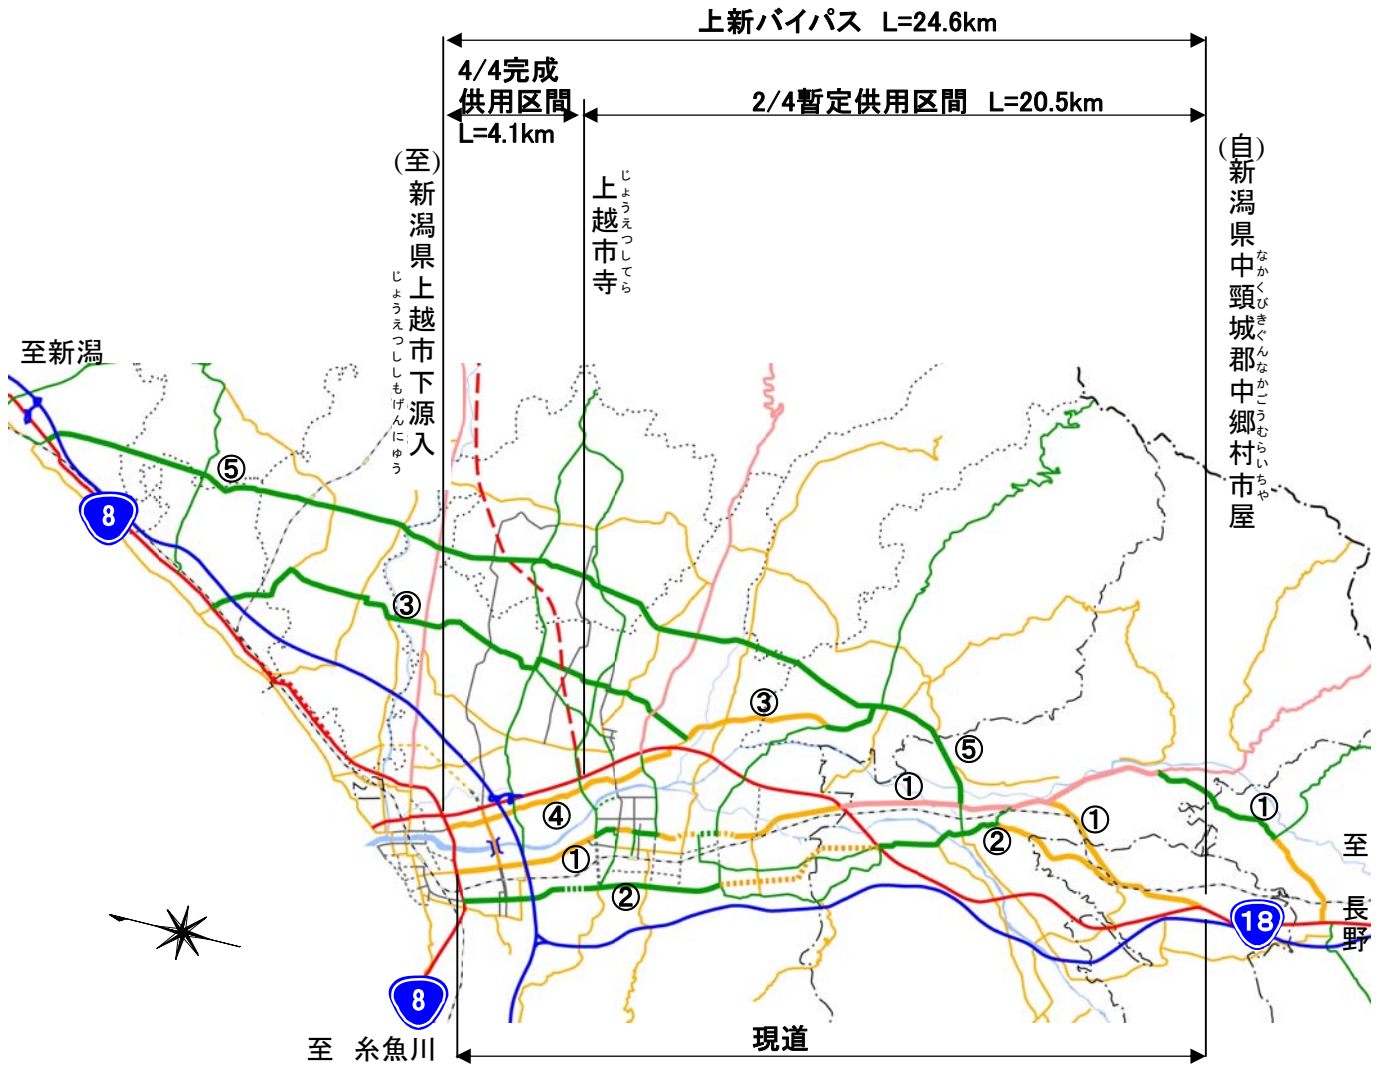 上新バイパス L=24.6km
4/4完成
供用区間
L=4.1km
2/4暫定供用区間 L=20.5km
(至)
新潟県上越市下源入
じょうえつししもげんにゅう
上越市寺
じょうえつしてら
(自)
新潟県中頸城郡中郷村市屋
なかくびきぐんなかごうむらいちや
至新潟
⑤
8
③
③
⑤
①
①
①
④
①
②
②
至長野
18
8
至 糸魚川
現道